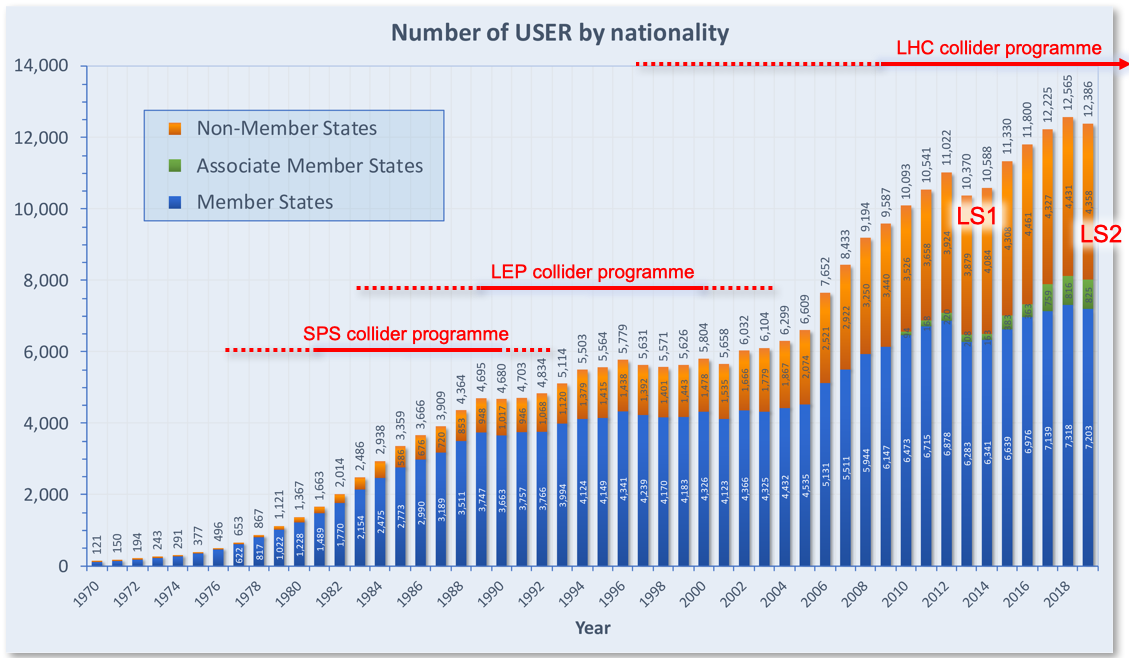 Number of USER by nationality
LHC collider programme
14,000
12,000
10,000
8,000
6,000
4,000
2,000
0
Non-Member States
Associate Member States
Member States
SPS collider programme
LEP collider programme
LS1
LS2
121 150 194 243 291 377 496 653 867 1,121 1,367 1,663 2,014 2,486 2,938 3,359 3,666 3,909 4,364 4,695 4,680 4,703 4,834 5,114 5,503 5,564 5,779 5,631 5,571 5,626 5,804 5,658 6,032 6,104 6,299 6,609 7,652 8,433 9,194 9,587 10,093 10,541 11,022 10,370 10,588 11,330 11,800 12,225 12,565 12,386
586 676 720 853 948 1,017 946 1,068 1,120 1,379 1,415 1,438 1,392 1,401 1,443 1,478 1,535 1,666 1,779 1,867 2,074 2,521 2,922 3,250 3,440 3,526 3,658 3,924 3,879 4,084 4,308 4,461 4,327 4,431 4,358
383 363 759 816 825
622 817 1,022 1,228 1,489 1,770 2,154 2,475 2,773 2,990 3,189 3,511 3,747 3,663 3,757 3,766 3,994 4,124 4,149 4,341 4,239 4,170 4,183 4,326 4,123 4,366 4,325 4,432 4,535 5,131 5,511 5,944 6,147 6,473 6,715 6,878 6,283 6,341 6,639 6,976 7,139 7,318 7,203
1970 1972 1974 1976 1978 1980 1982 1984 1986 1988 1990 1992 1994 1996 1998 2000 2002 2004 2006 2008 2010 2012 2014 2016 2018
Year